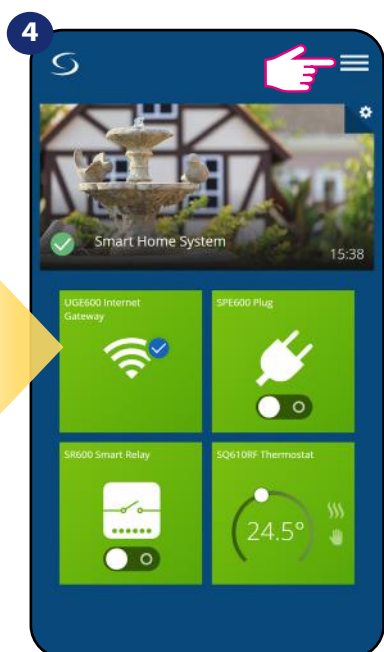 4
Smart Home System
15:38
UGE600 Internet
Gateway
SPE600 Plug
SR600 Smart Relay
SQ610RF Thermostat
24.5°